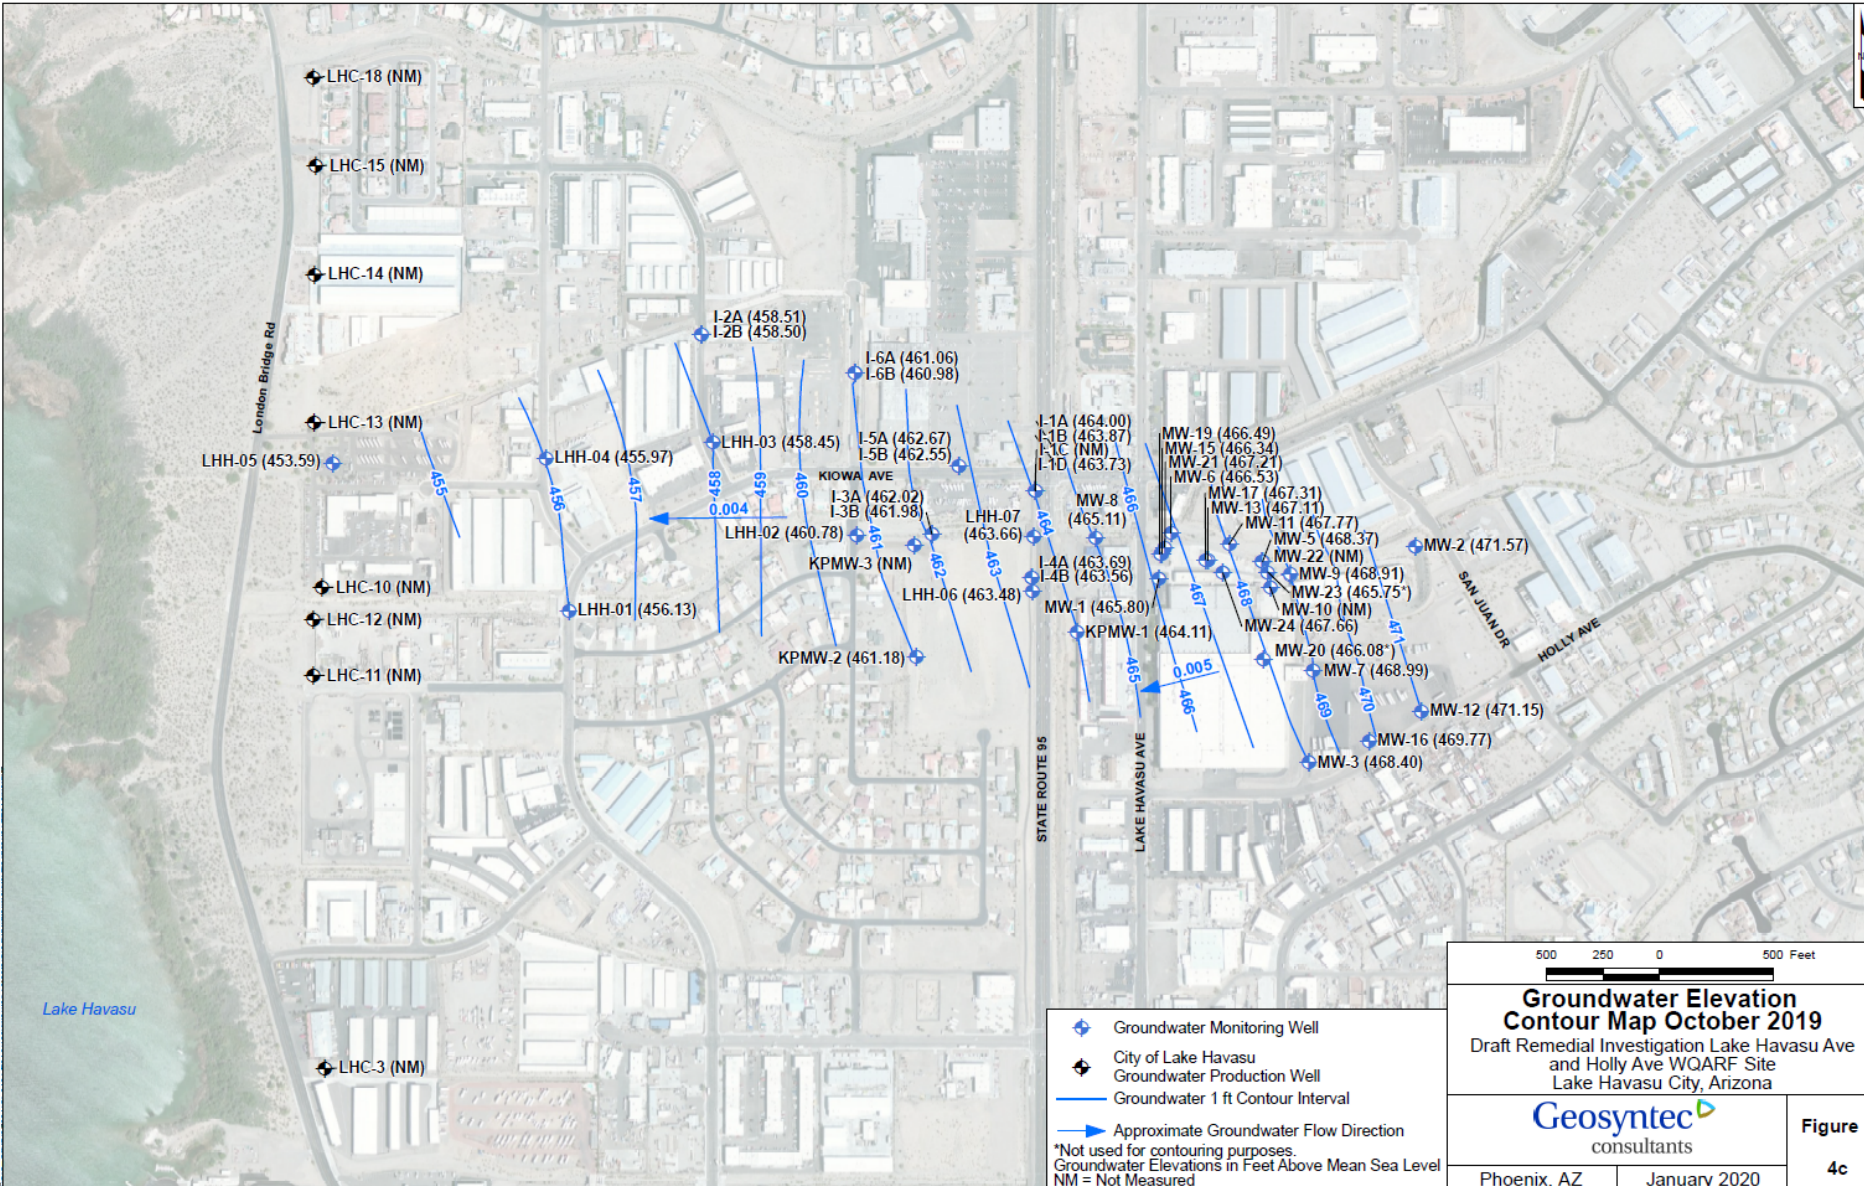 LHC-18 (NM)
LHC-15 (NM)
LHC-14 (NM)
London Bridge Rd
I-2A (458.51)
I-2B (458.50)
I-6A (461.06)
I-6B (460.98)
LHC-13 (NM)
LHH-05 (453.59)
LHH-04 (455.97)
LHH-03 (458.45)
I-5A (462.67)
I-5B (462.55)
I-1A (464.00)
I-1B (463.87)
I-1C (NM)
I-1D (463.73)
MW-19 (466.49)
MW-15 (466.34)
MW-21 (467.21)
MW-6 (466.53)
MW-17 (467.31)
MW-13 (467.11)
MW-11 (467.77)
MW-5 (468.37)
MW-22 (NM)
MW-9 (468.91)
MW-23 (465.75*)
MW-10 (NM)
MW-24 (467.66)
MW-2 (471.57)
KIOWA AVE
I-3A (462.02)
I-3B (461.98)
MW-8
(465.11)
LHH-07
(463.66)
LHH-02 (460.78)
KPMW-3 (NM)
I-4A (463.69)
I-4B (463.56)
LHH-06 (463.48)
MW-1 (465.80)
KPMW-1 (464.11)
LHC-10 (NM)
LHC-12 (NM)
LHH-01 (456.13)
LHC-11 (NM)
KPMW-2 (461.18)
MW-20 (466.08*)
MW-7 (468.99)
MW-12 (471.15)
MW-16 (469.77)
MW-3 (468.40)
SAN JUAN DR
HOLLY AVE
STATE ROUTE 95
LAKE HAVASU AVE
455
456
457
458
459
460
461
462
463
464
465
466
466
467
468
469
470
471
0.004
0.005
Lake Havasu
LHC-3 (NM)
Groundwater Monitoring Well
City of Lake Havasu
Groundwater Production Well
Groundwater 1 ft Contour Interval
Approximate Groundwater Flow Direction
*Not used for contouring purposes.
Groundwater Elevations in Feet Above Mean Sea Level
NM = Not Measured
500 250 0 500 Feet
Groundwater Elevation
Contour Map October 2019
Draft Remedial Investigation Lake Havasu Ave
and Holly Ave WQARF Site
Lake Havasu City, Arizona
Geosyntec
consultants
Figure
4c
Phoenix, AZ
January 2020